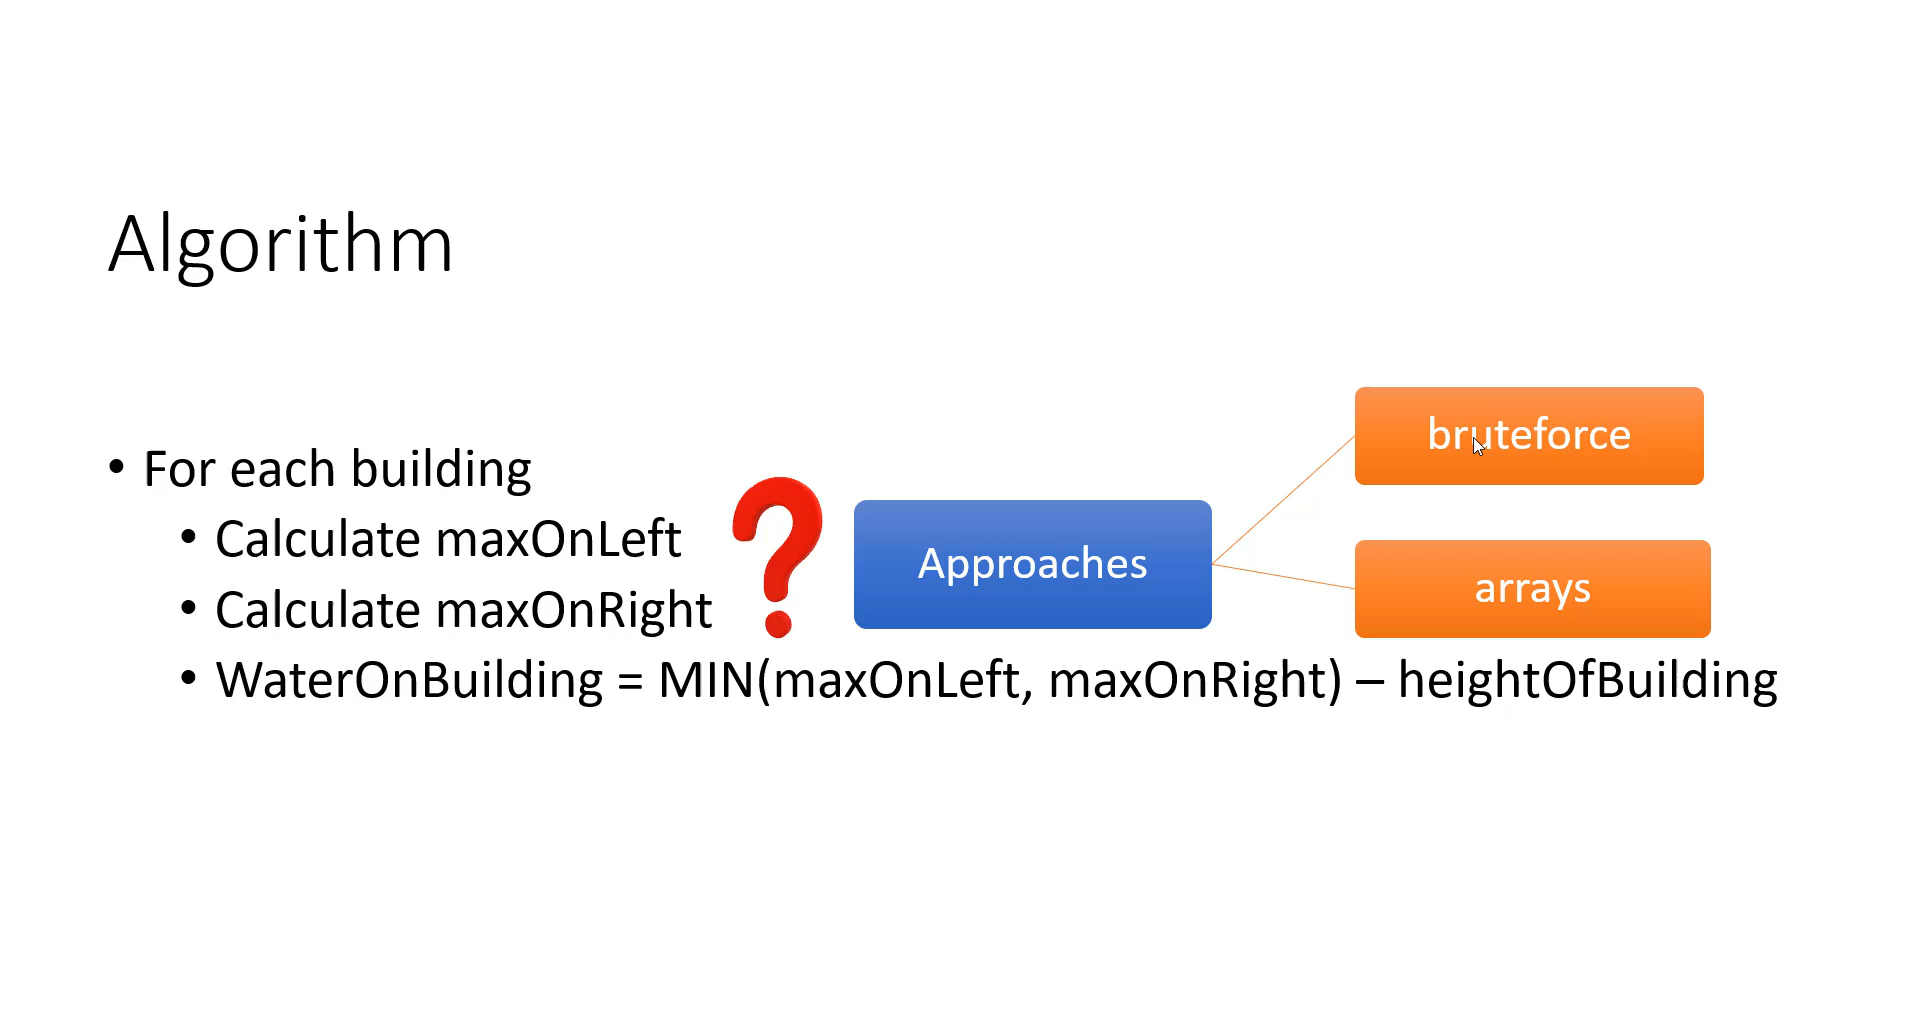 Algorithm
• For each building
• Calculate maxOnLeft
• Calculate maxOnRight
• WaterOnBuilding = MIN(maxOnLeft, maxOnRight) – heightOfBuilding
❓
Approaches
bruteforce
arrays